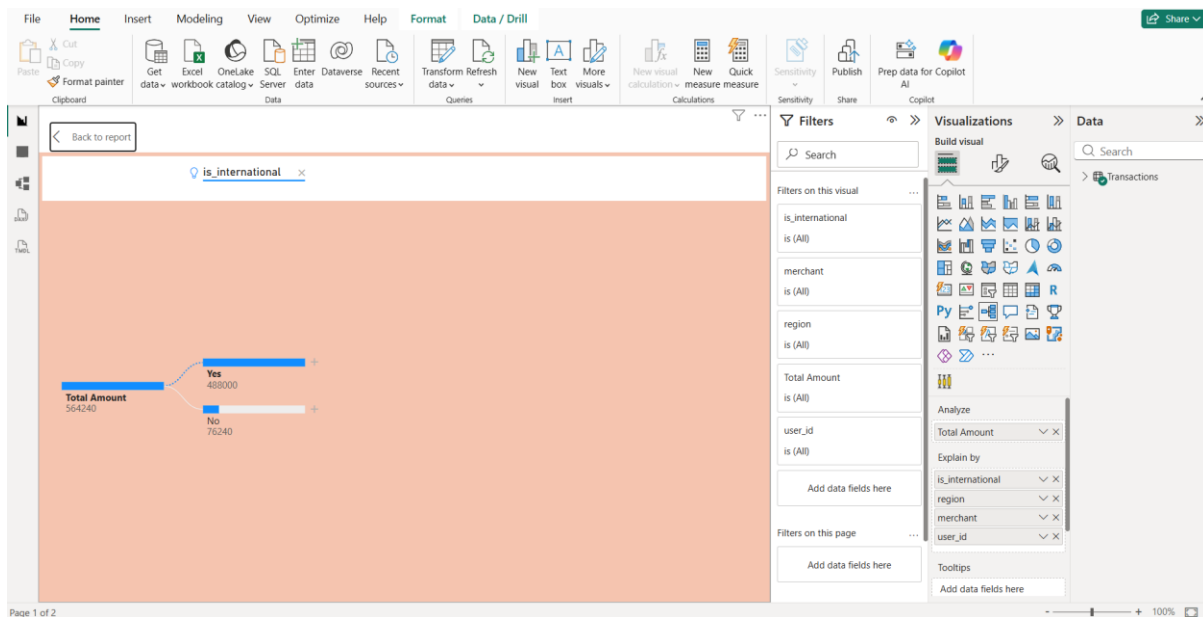 File Home Insert Modeling View Optimize Help Format Data / Drill Share
Paste
Cut
Copy
Format painter
Clipboard
Get data
Excel workbook
OneLake catalog
SQL Server
Enter data
Dataverse
Recent sources
Data
Transform data
Refresh
Queries
New visual
Text box
More visuals
Insert
New visual calculation
New measure
Quick measure
Calculations
Sensitivity
Sensitivity
Publish
Share
Prep data for AI
Copilot
Copilot
Back to report
is_international
Total Amount
564240
Yes
488000
No
76240
Filters
Search
Filters on this visual
is_international
is (All)
merchant
is (All)
region
is (All)
Total Amount
is (All)
user_id
is (All)
Add data fields here
Filters on this page
Add data fields here
Visualizations
Build visual
R
Py
Analyze
Total Amount
Explain by
is_international
region
merchant
user_id
Tooltips
Add data fields here
Data
Search
Transactions
Page 1 of 2
100%